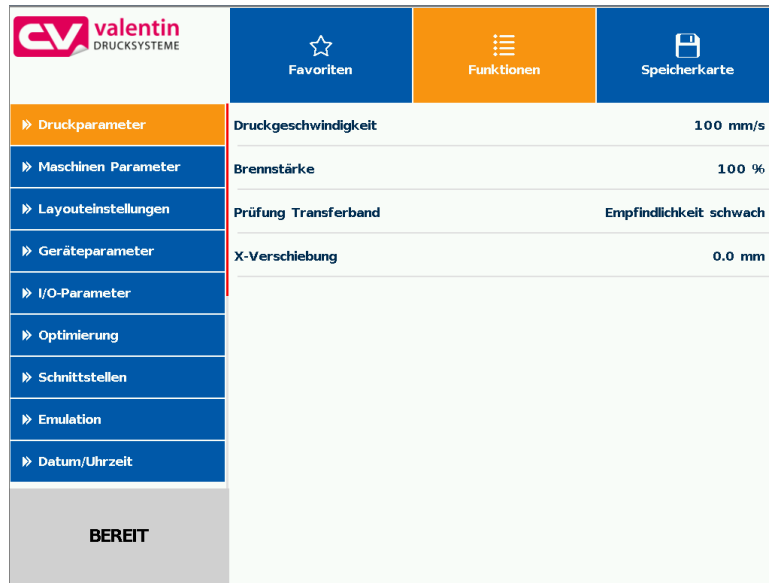 valentin
DRUCKSYSTEME
Favoriten
Funktionen
Speicherkarte
Druckparameter
Maschinen Parameter
Layouteinstellungen
Geräteparameter
I/O-Parameter
Optimierung
Schnittstellen
Emulation
Datum/Uhrzeit
BEREIT
Druckgeschwindigkeit 100 mm/s
Brennstärke 100 %
Prüfung Transferband Empfindlichkeit schwach
X-Verschiebung 0.0 mm